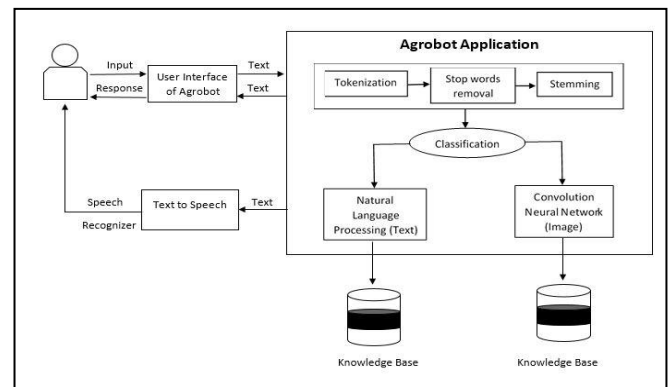 Agrobot Application
Input
Response
User Interface
of Agrobot
Text
Text
Tokenization
Stop words
removal
Stemming
Classification
Speech
Recognizer
Text to Speech
Text
Natural
Language
Processing (Text)
Convolution
Neural Network
(Image)
Knowledge Base
Knowledge Base